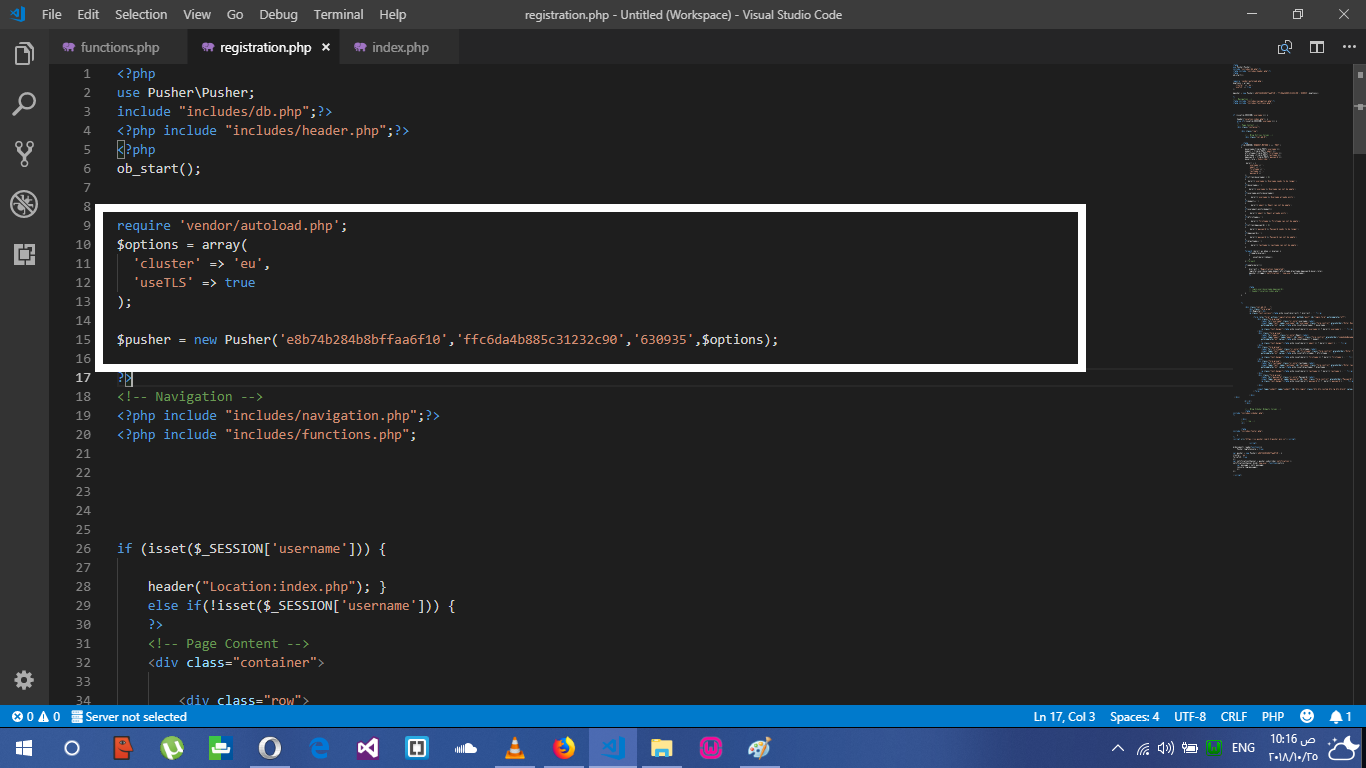 File Edit Selection View Go Debug Terminal Help registration.php - Untitled (Workspace) - Visual Studio Code
functions.php registration.php × index.php
1 <?php
2 use Pusher\Pusher;
3 include "includes/db.php";?>
4 <?php include "includes/header.php";?>
5 <?php
6 ob_start();
7
8
9 require 'vendor/autoload.php';
10 $options = array(
11 'cluster' => 'eu',
12 'useTLS' => true
13 );
14
15 $pusher = new Pusher('e8b74b284b8bffaa6f10','ffc6da4b885c31232c90','630935',$options);
16
17 ?>
18 <!-- Navigation -->
19 <?php include "includes/navigation.php";?>
20 <?php include "includes/functions.php";
21
22
23
24
25
26 if (isset($_SESSION['username'])) {
27
28 header("Location:index.php"); }
29 else if(!isset($_SESSION['username'])) {
30 ?>
31 <!-- Page Content -->
32 <div class="container">
33
34 <div class="row">
0 0 Server not selected Ln 17, Col 3 Spaces: 4 UTF-8 CRLF PHP 1
ENG 10:16 ص
٢٠١٨/١٠/٢٥